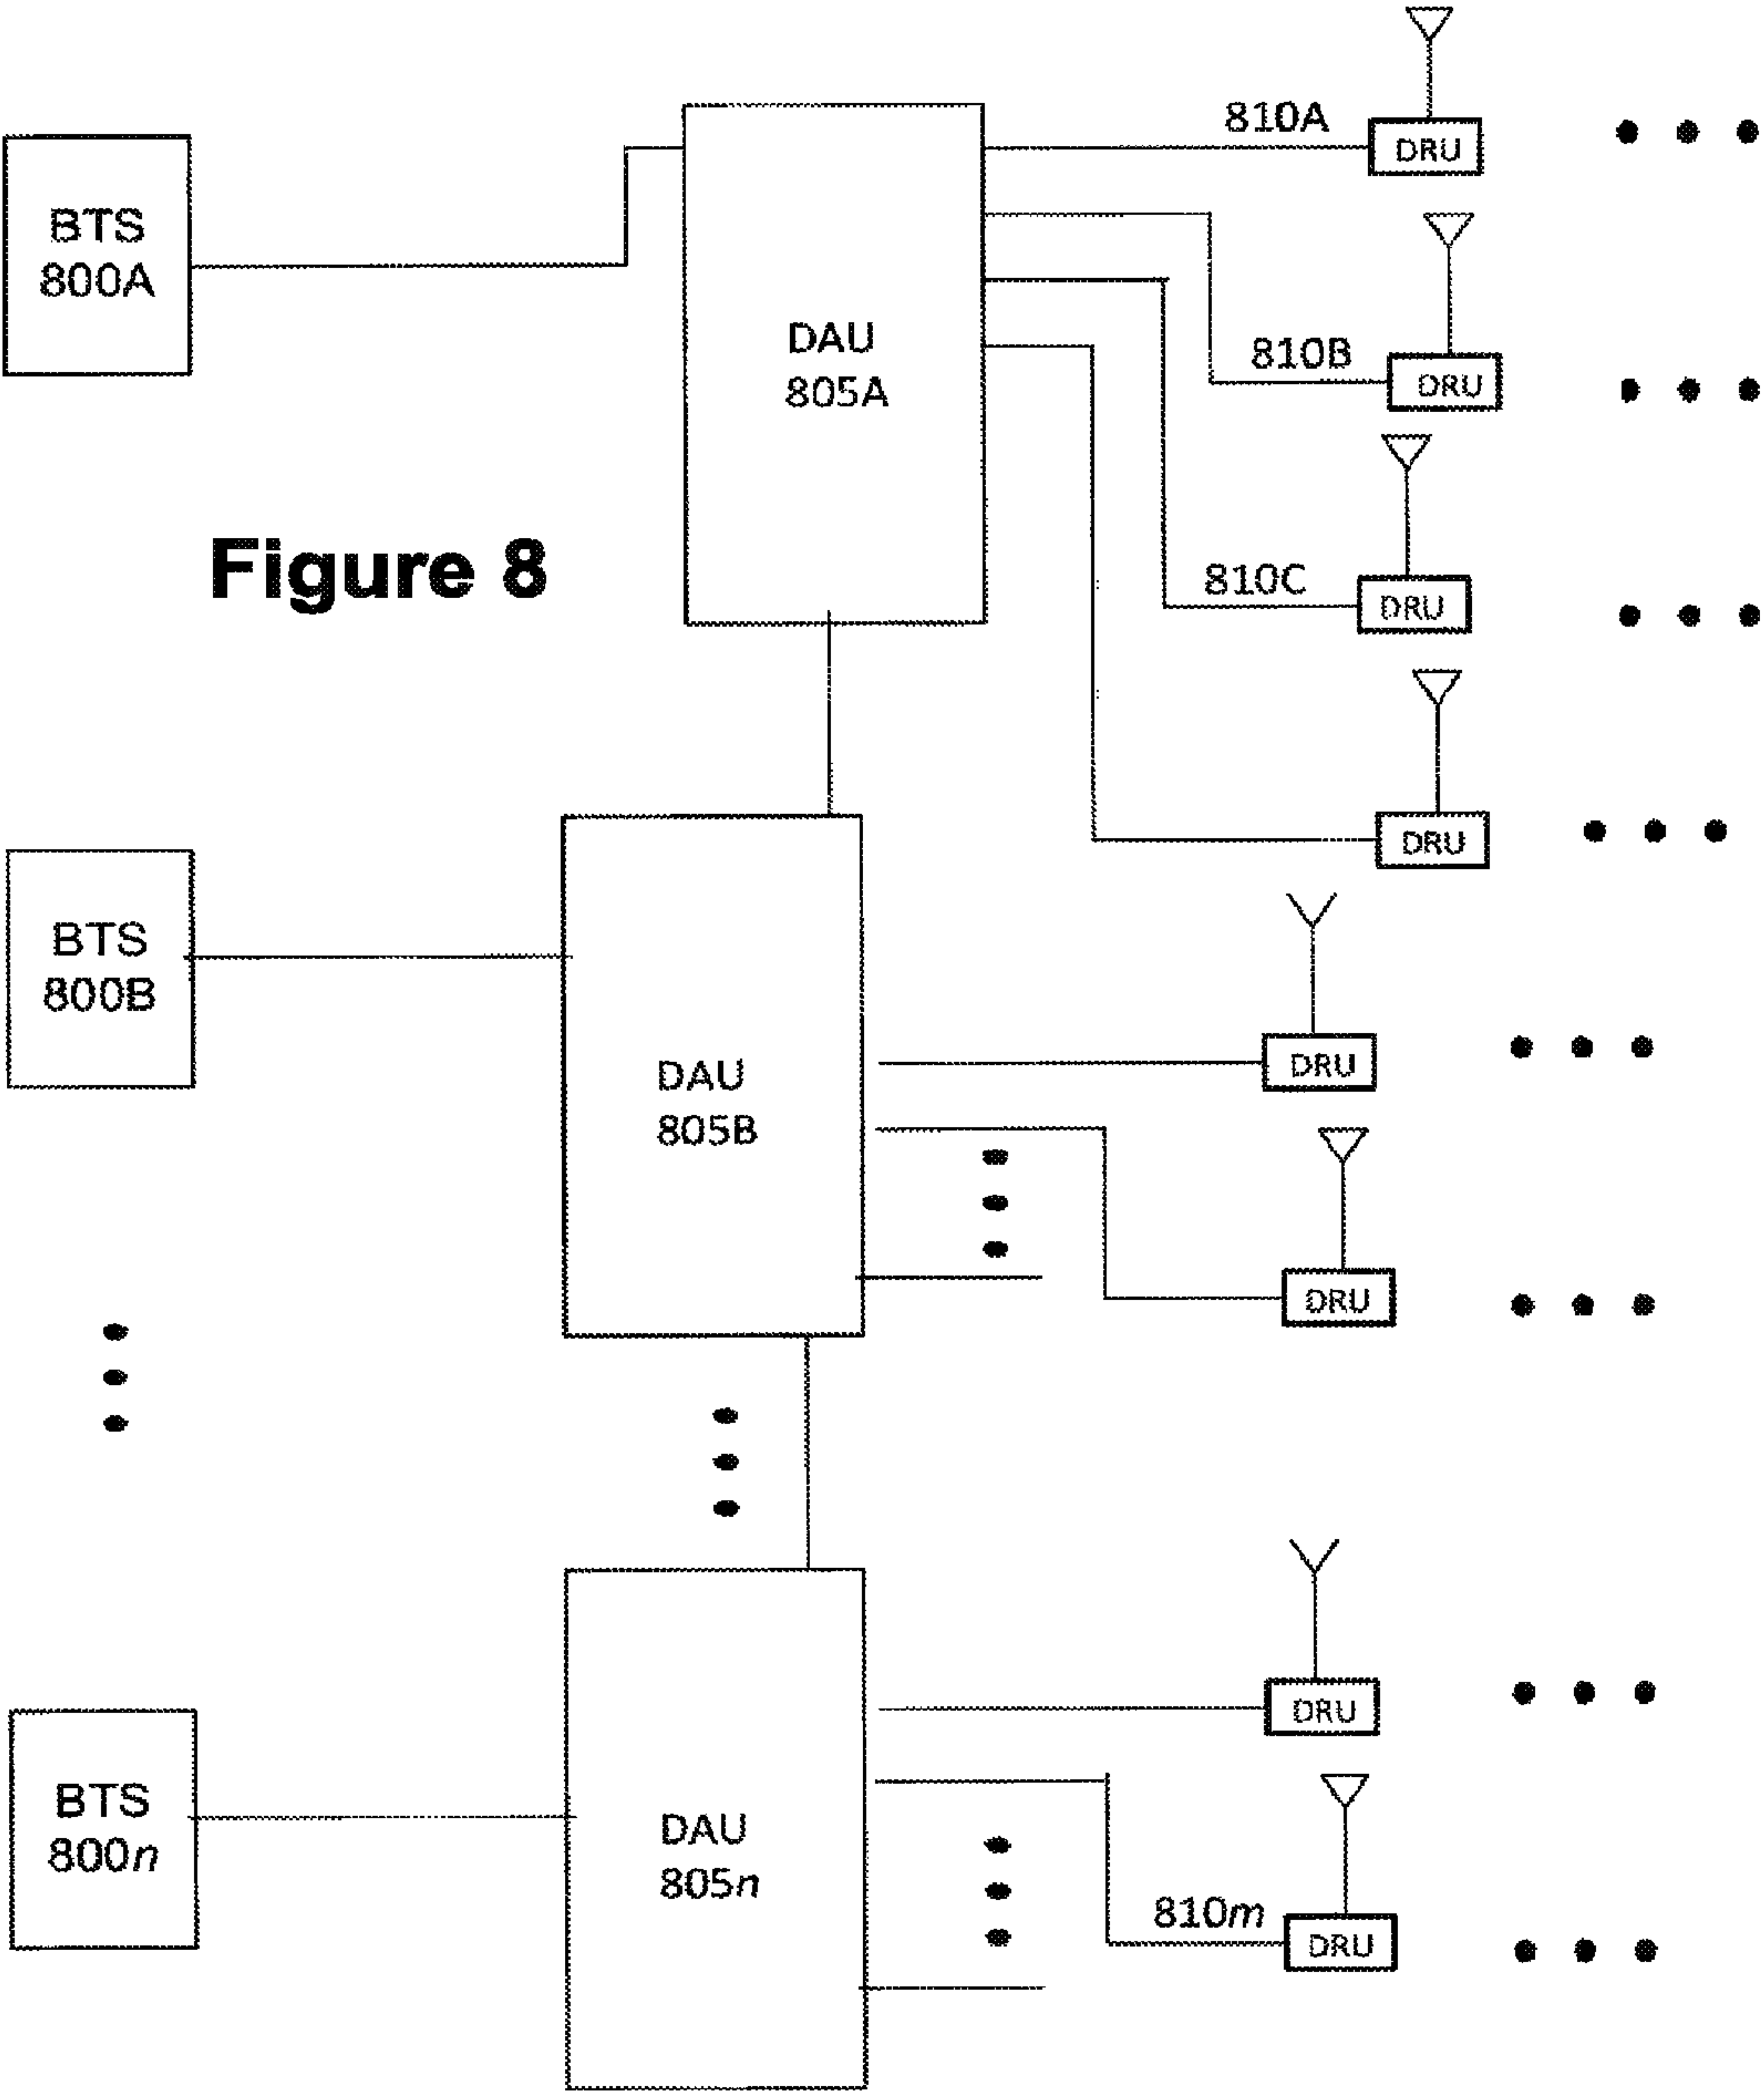 810A
DRU
BTS
800A
DAU
805A
810B
DRU
Figure 8
810C
DRU
DRU
BTS
800B
DAU
805B
DRU
DRU
BTS
800n
DAU
805n
DRU
810m
DRU